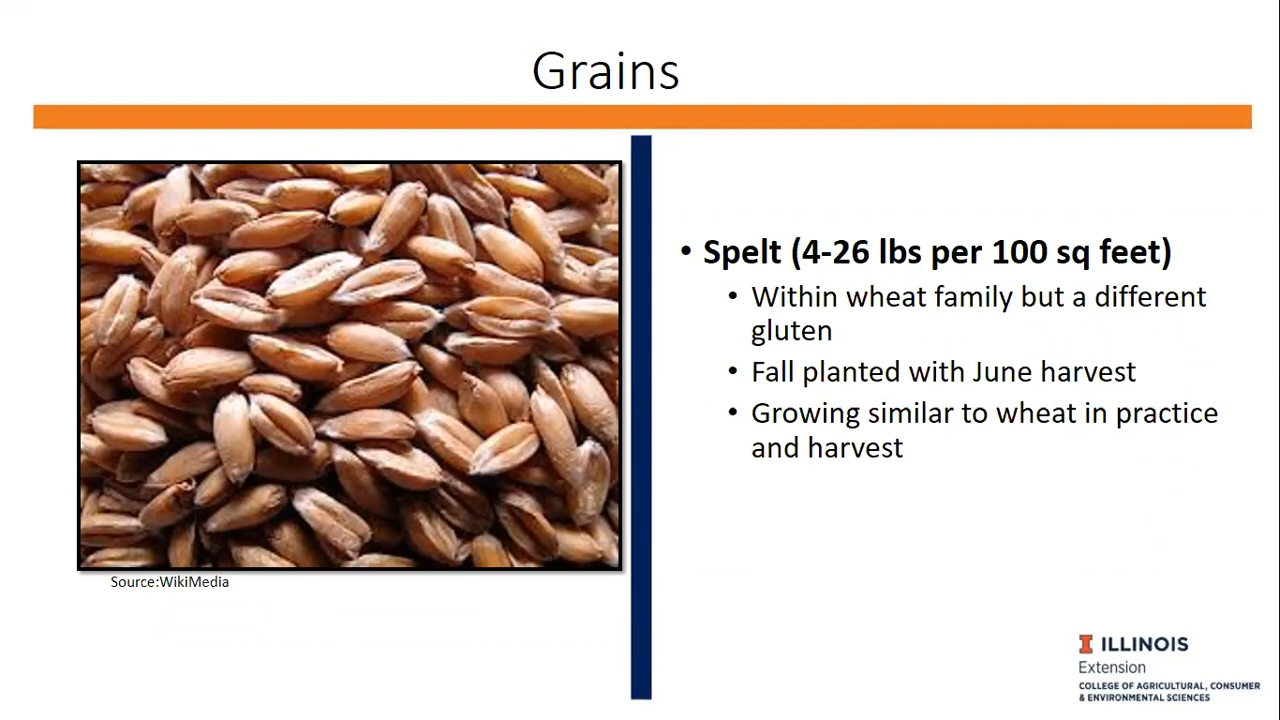 Grains
• Spelt (4-26 lbs per 100 sq feet)
• Within wheat family but a different
gluten
• Fall planted with June harvest
• Growing similar to wheat in practice
and harvest
Source:WikiMedia
I ILLINOIS
Extension
COLLEGE OF AGRICULTURAL, CONSUMER
& ENVIRONMENTAL SCIENCES